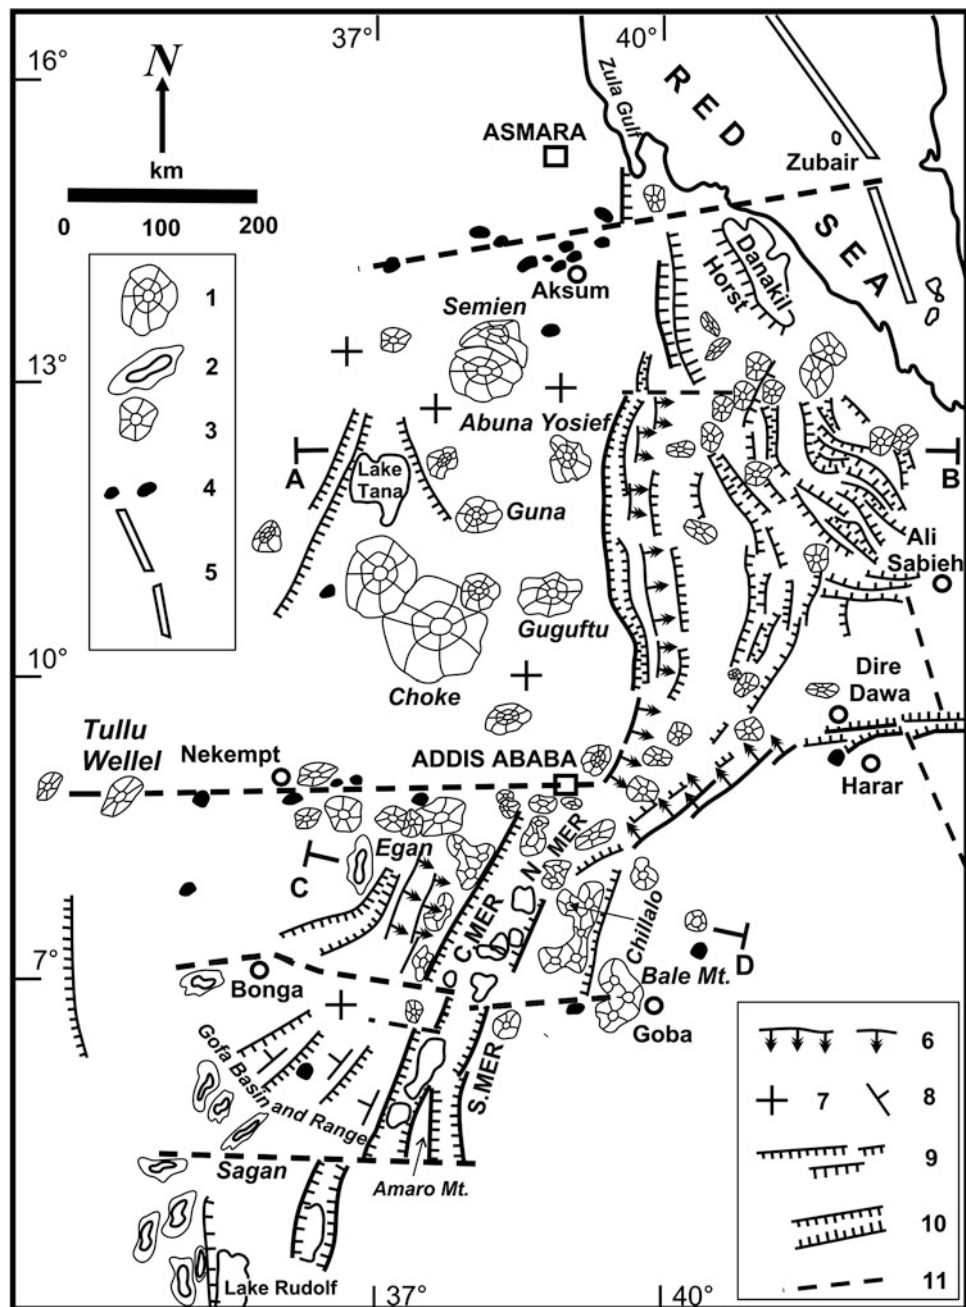 37°
40°
16°
N
Zula Gulf
RED
SEA
ASMARA
Zubair
km
0 100 200
Danakil
Horst
Aksum
1
2
3
4
5
Semien
13°
Abuna Yosief
A
B
Lake
Tana
Guna
Ali
Sabieh
Guguftu
10°
Choke
Dire
Dawa
Tullu
Wellel
Nekempt
ADDIS ABABA
Harar
Egan
N. MER
C
C.MER
Chillalo
D
7°
Bonga
Bale Mt.
Goba
Gofa Basin and Range
S.MER
6
7
8
9
10
11
Sagan
Amaro Mt.
Lake Rudolf
37°
40°